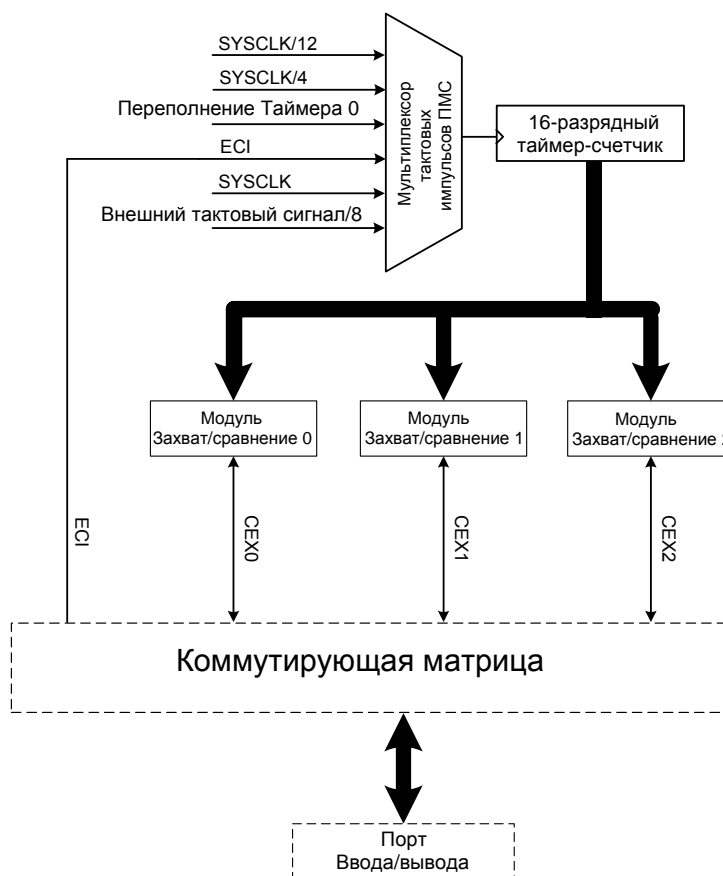 SYSCLK/12
SYSCLK/4
Переполнение Таймера 0
ECI
SYSCLK
Внешний тактовый сигнал/8
Мультиплексор
тактовых
импульсов ПМС
16-разрядный
таймер-счетчик
Модуль
Захват/сравнение 0
Модуль
Захват/сравнение 1
Модуль
Захват/сравнение
ECI
CEX0
CEX1
CEX2
Коммутирующая матрица
Порт
Ввода/вывода